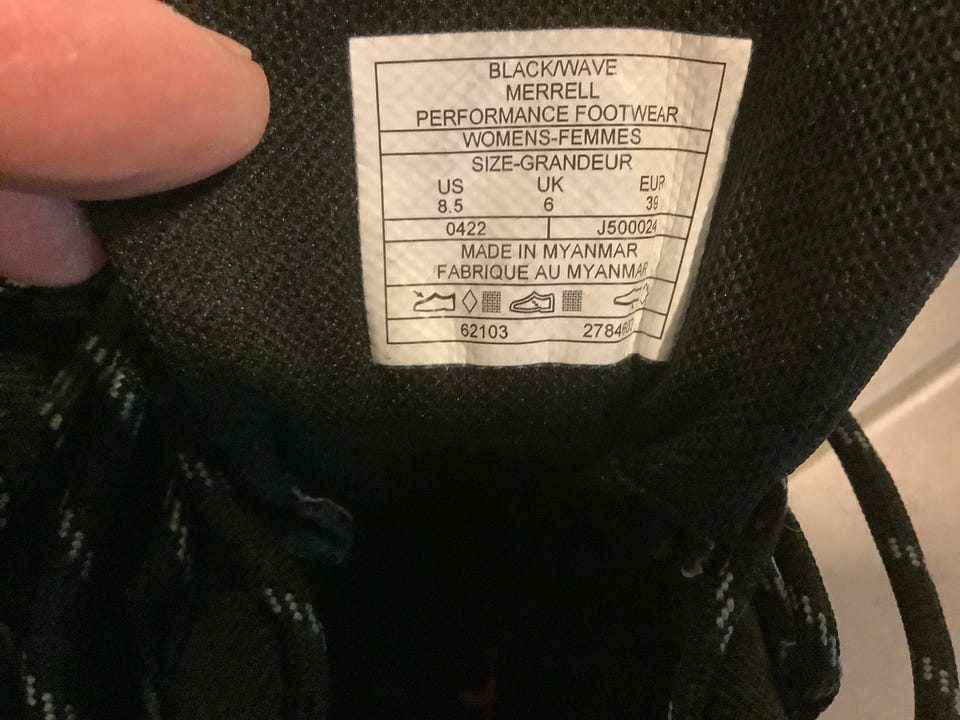 BLACK/WAVE
MERRELL
PERFORMANCE FOOTWEAR
WOMENS-FEMMES
SIZE-GRANDEUR
US UK EUR
8.5 6 39
0422 J500024
MADE IN MYANMAR
FABRIQUE AU MYANMAR
62103